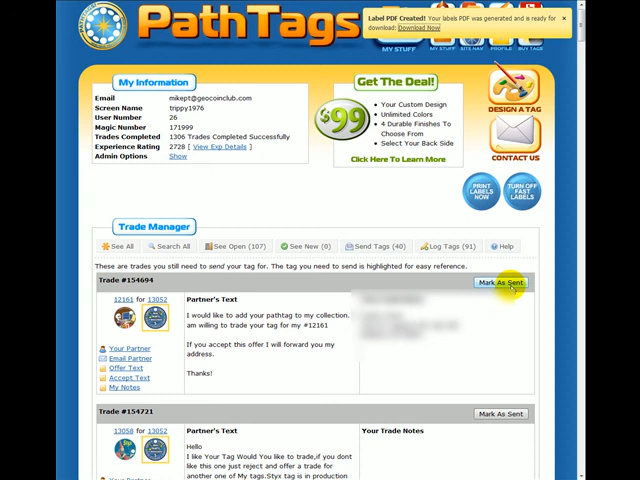 PathTags
MY STUFF
MY STUFF
SITE NAV
PROFILE
BUY TAGS
Label PDF Created! Your labels PDF was generated and is ready for
download: Download Now
My Information
Email mikept@geocoinclub.com
Screen Name trippy1976
User Number 26
Magic Number 171999
Trades Completed 1306 Trades Completed Successfully
Experience Rating 2728 [ View Exp Details ]
Admin Options Show
Get The Deal!
$99
• Your Custom Design
• Unlimited Colors
• 4 Durable Finishes To
Choose From
• Select Your Back Side
Click Here To Learn More
DESIGN A TAG
CONTACT US
PRINT
LABELS
NOW
TURN OFF
FAST
LABELS
Trade Manager
See All
Search All
See Open (107)
See New (0)
Send Tags (40)
Log Tags (91)
Help
These are trades you still need to send your tag for. The tag you need to send is highlighted for easy reference.
Trade #154694
Mark As Sent
12161 for 13052
Your Partner
Email Partner
Offer Text
Accept Text
My Notes
Partner's Text
I would like to add your pathtag to my collection. I
am willing to trade your tag for my #12161
If you accept this offer I will forward you my
address.
Thanks!
Trade #154721
Mark As Sent
13058 for 13052
Partner's Text
Hello
I like Your Tag Would You like to trade,if you dont
like this one just reject and offer a trade for
another one of My tags.Styx tag is in production
Your Trade Notes